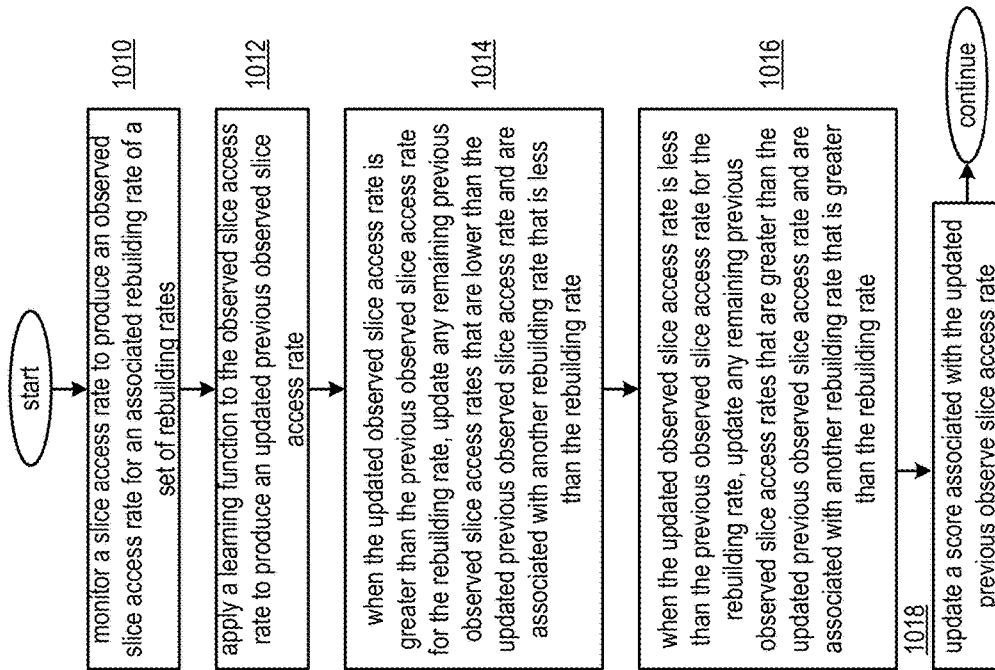 start
monitor a slice access rate to produce an observed
slice access rate for an associated rebuilding rate of a
set of rebuilding rates
1010
apply a learning function to the observed slice access
rate to produce an updated previous observed slice
access rate
1012
when the updated observed slice access rate is
greater than the previous observed slice access rate
for the rebuilding rate, update any remaining previous
observed slice access rates that are lower than the
updated previous observed slice access rate and are
associated with another rebuilding rate that is less
than the rebuilding rate
1014
when the updated observed slice access rate is less
than the previous observed slice access rate for the
rebuilding rate, update any remaining previous
observed slice access rates that are greater than the
updated previous observed slice access rate and are
associated with another rebuilding rate that is greater
than the rebuilding rate
1016
1018
update a score associated with the updated
previous observe slice access rate
continue